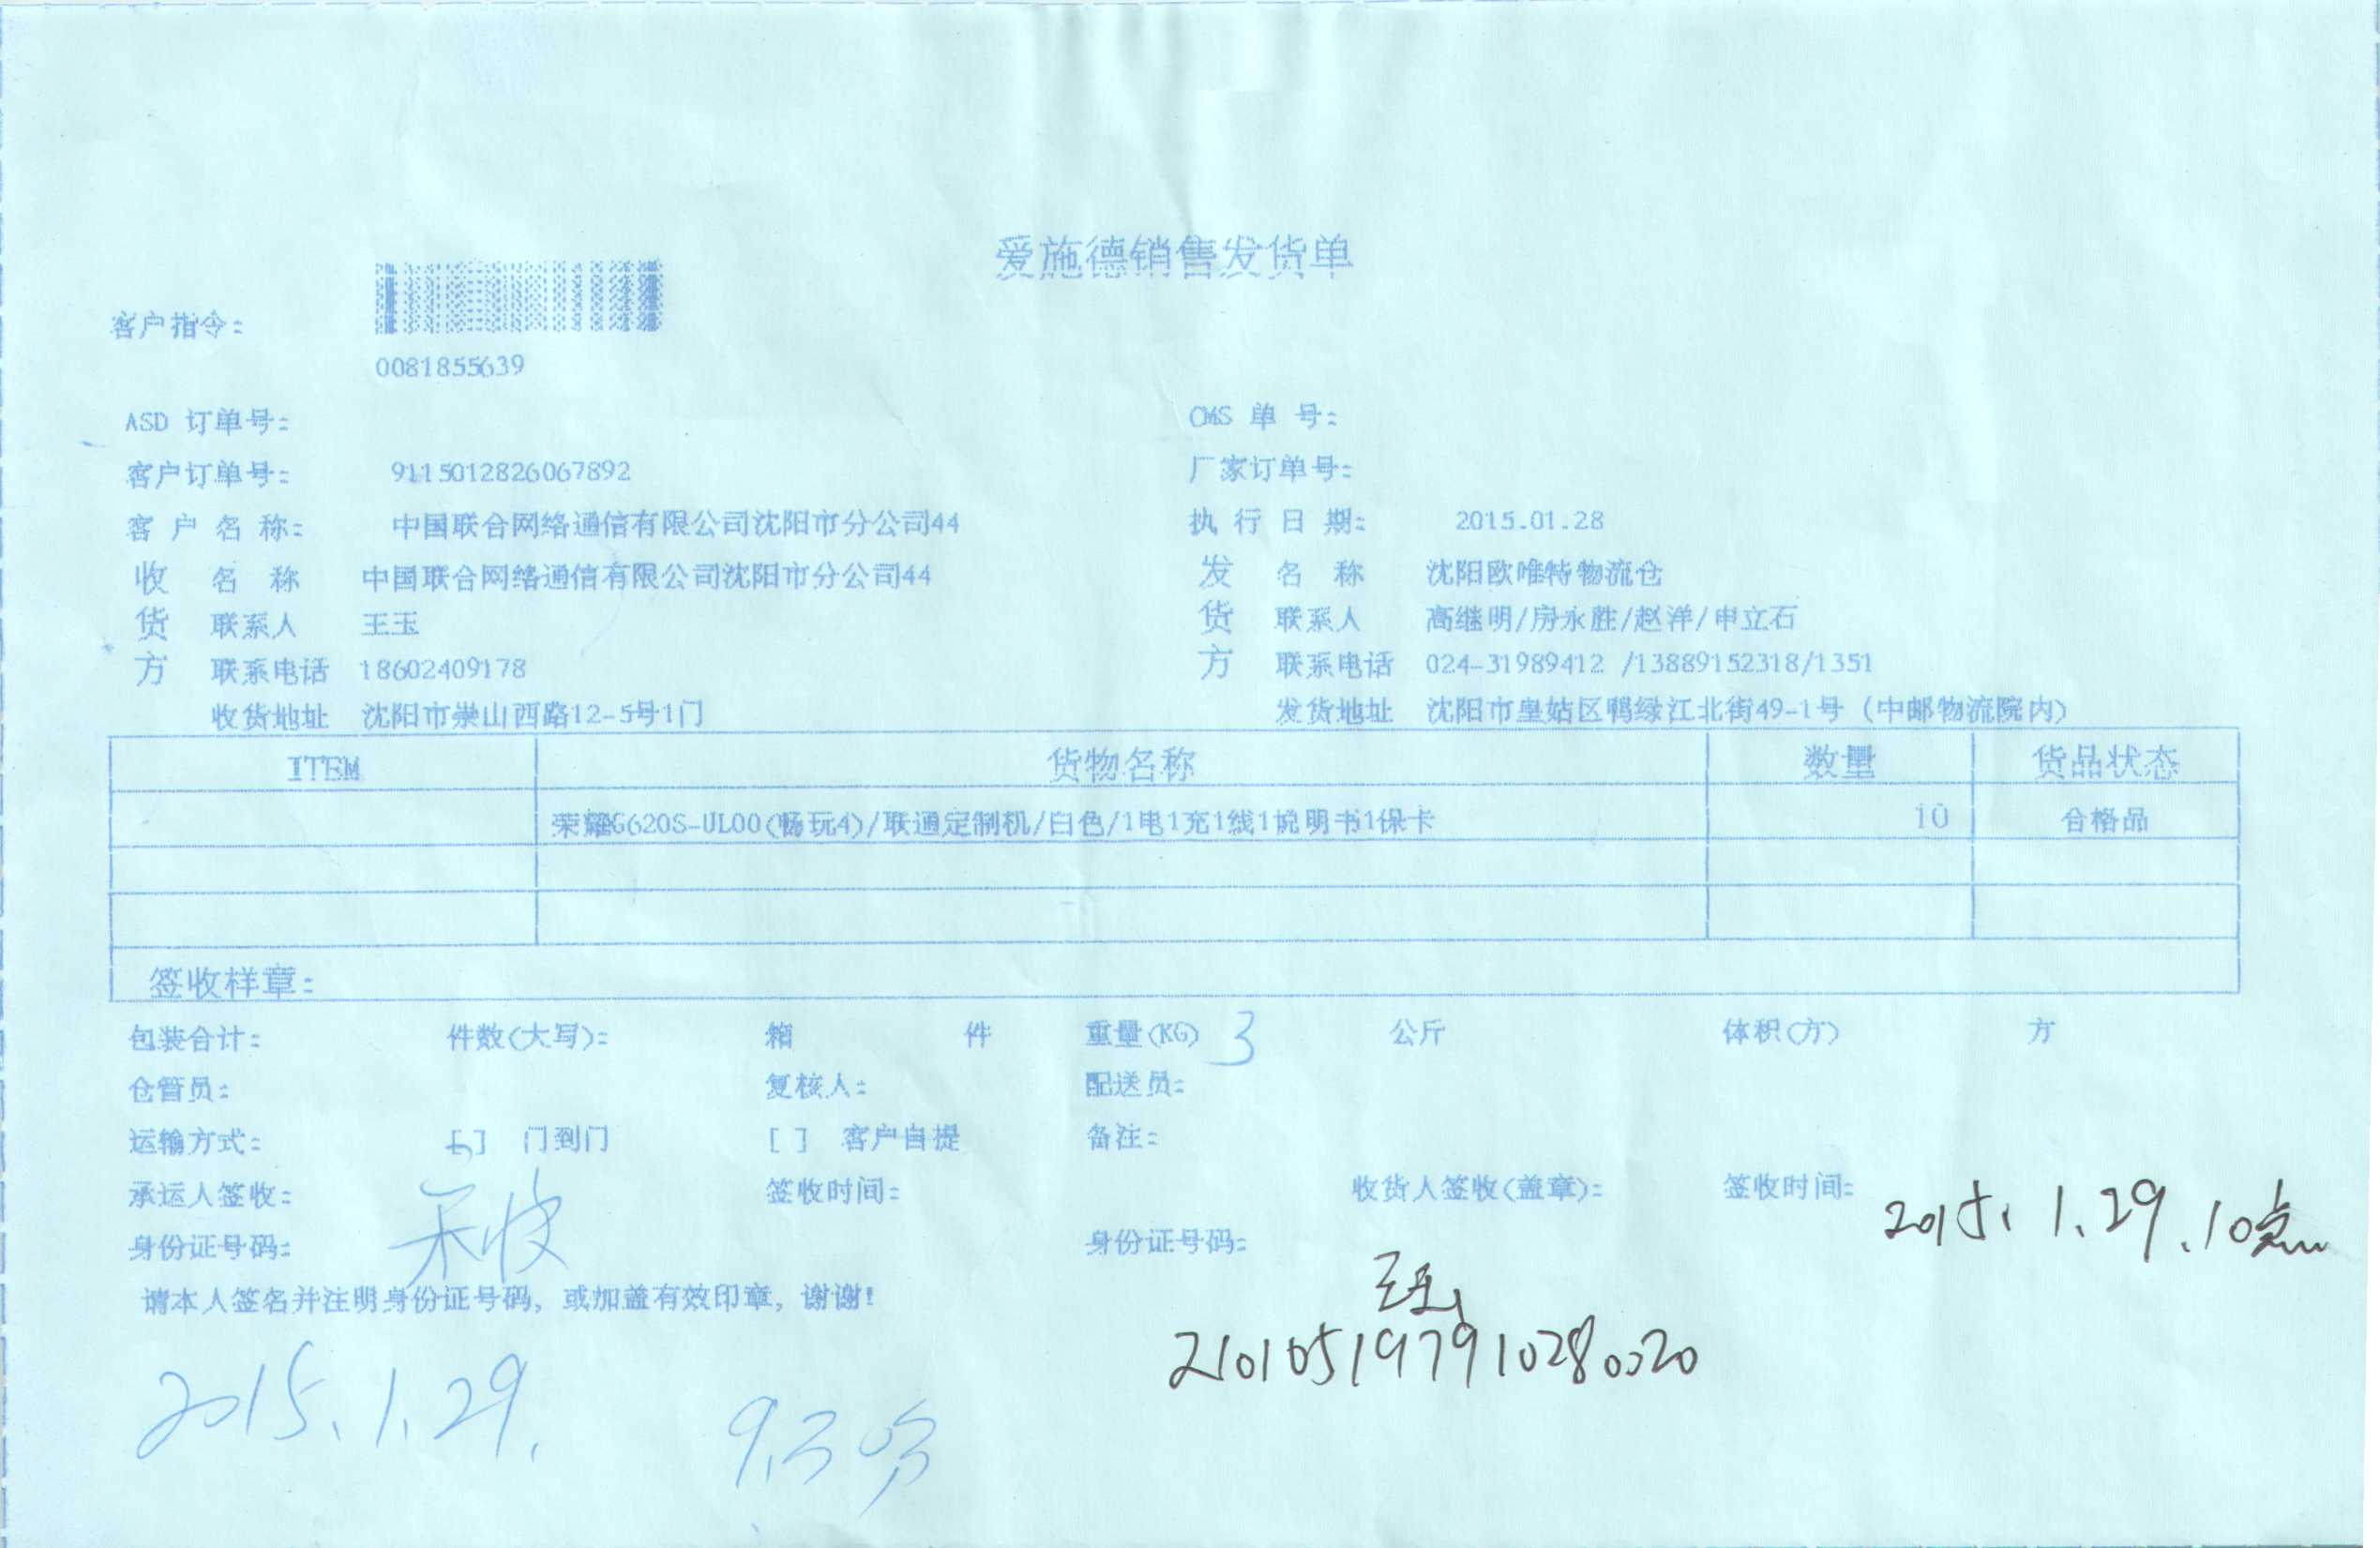 爱施德销售发货单
客户指令:
0081855639
ASD 订单号: CMS 单 号:
客户订单号: 9115012826067892 厂家订单号:
客 户 名 称: 中国联合网络通信有限公司沈阳市分公司44 执 行 日 期: 2015.01.28
收 名 称 中国联合网络通信有限公司沈阳市分公司44 发 名 称 沈阳欧唯特物流仓
货 联系人 王玉 货 联系人 高继明/房永胜/赵洋/申立石
方 联系电话 18602409178 方 联系电话 024-31989412 /13889152318/1351
收货地址 沈阳市崇山西路12-5号1门 发货地址 沈阳市皇姑区鸭绿江北街49-1号 (中邮物流院内)
ITEM 货物名称 数量 货品状态
荣耀G620S-UL00(畅玩4)/联通定制机/白色/1电1充1线1说明书1保卡 10 合格品
签收样章:
包装合计: 件数(大写): 箱 件 重量(KG) 3 公斤 体积(方) 方
仓管员: 复核人: 配送员:
运输方式: [ ] 门到门 [ ] 客户自提 备注:
承运人签收: 签收时间: 收货人签收(盖章): 签收时间: 2015.1.29.10点
身份证号码: 身份证号码:
王玉
请本人签名并注明身份证号码, 或加盖有效印章, 谢谢!
210105197910280020
2015.1.29. 9.30